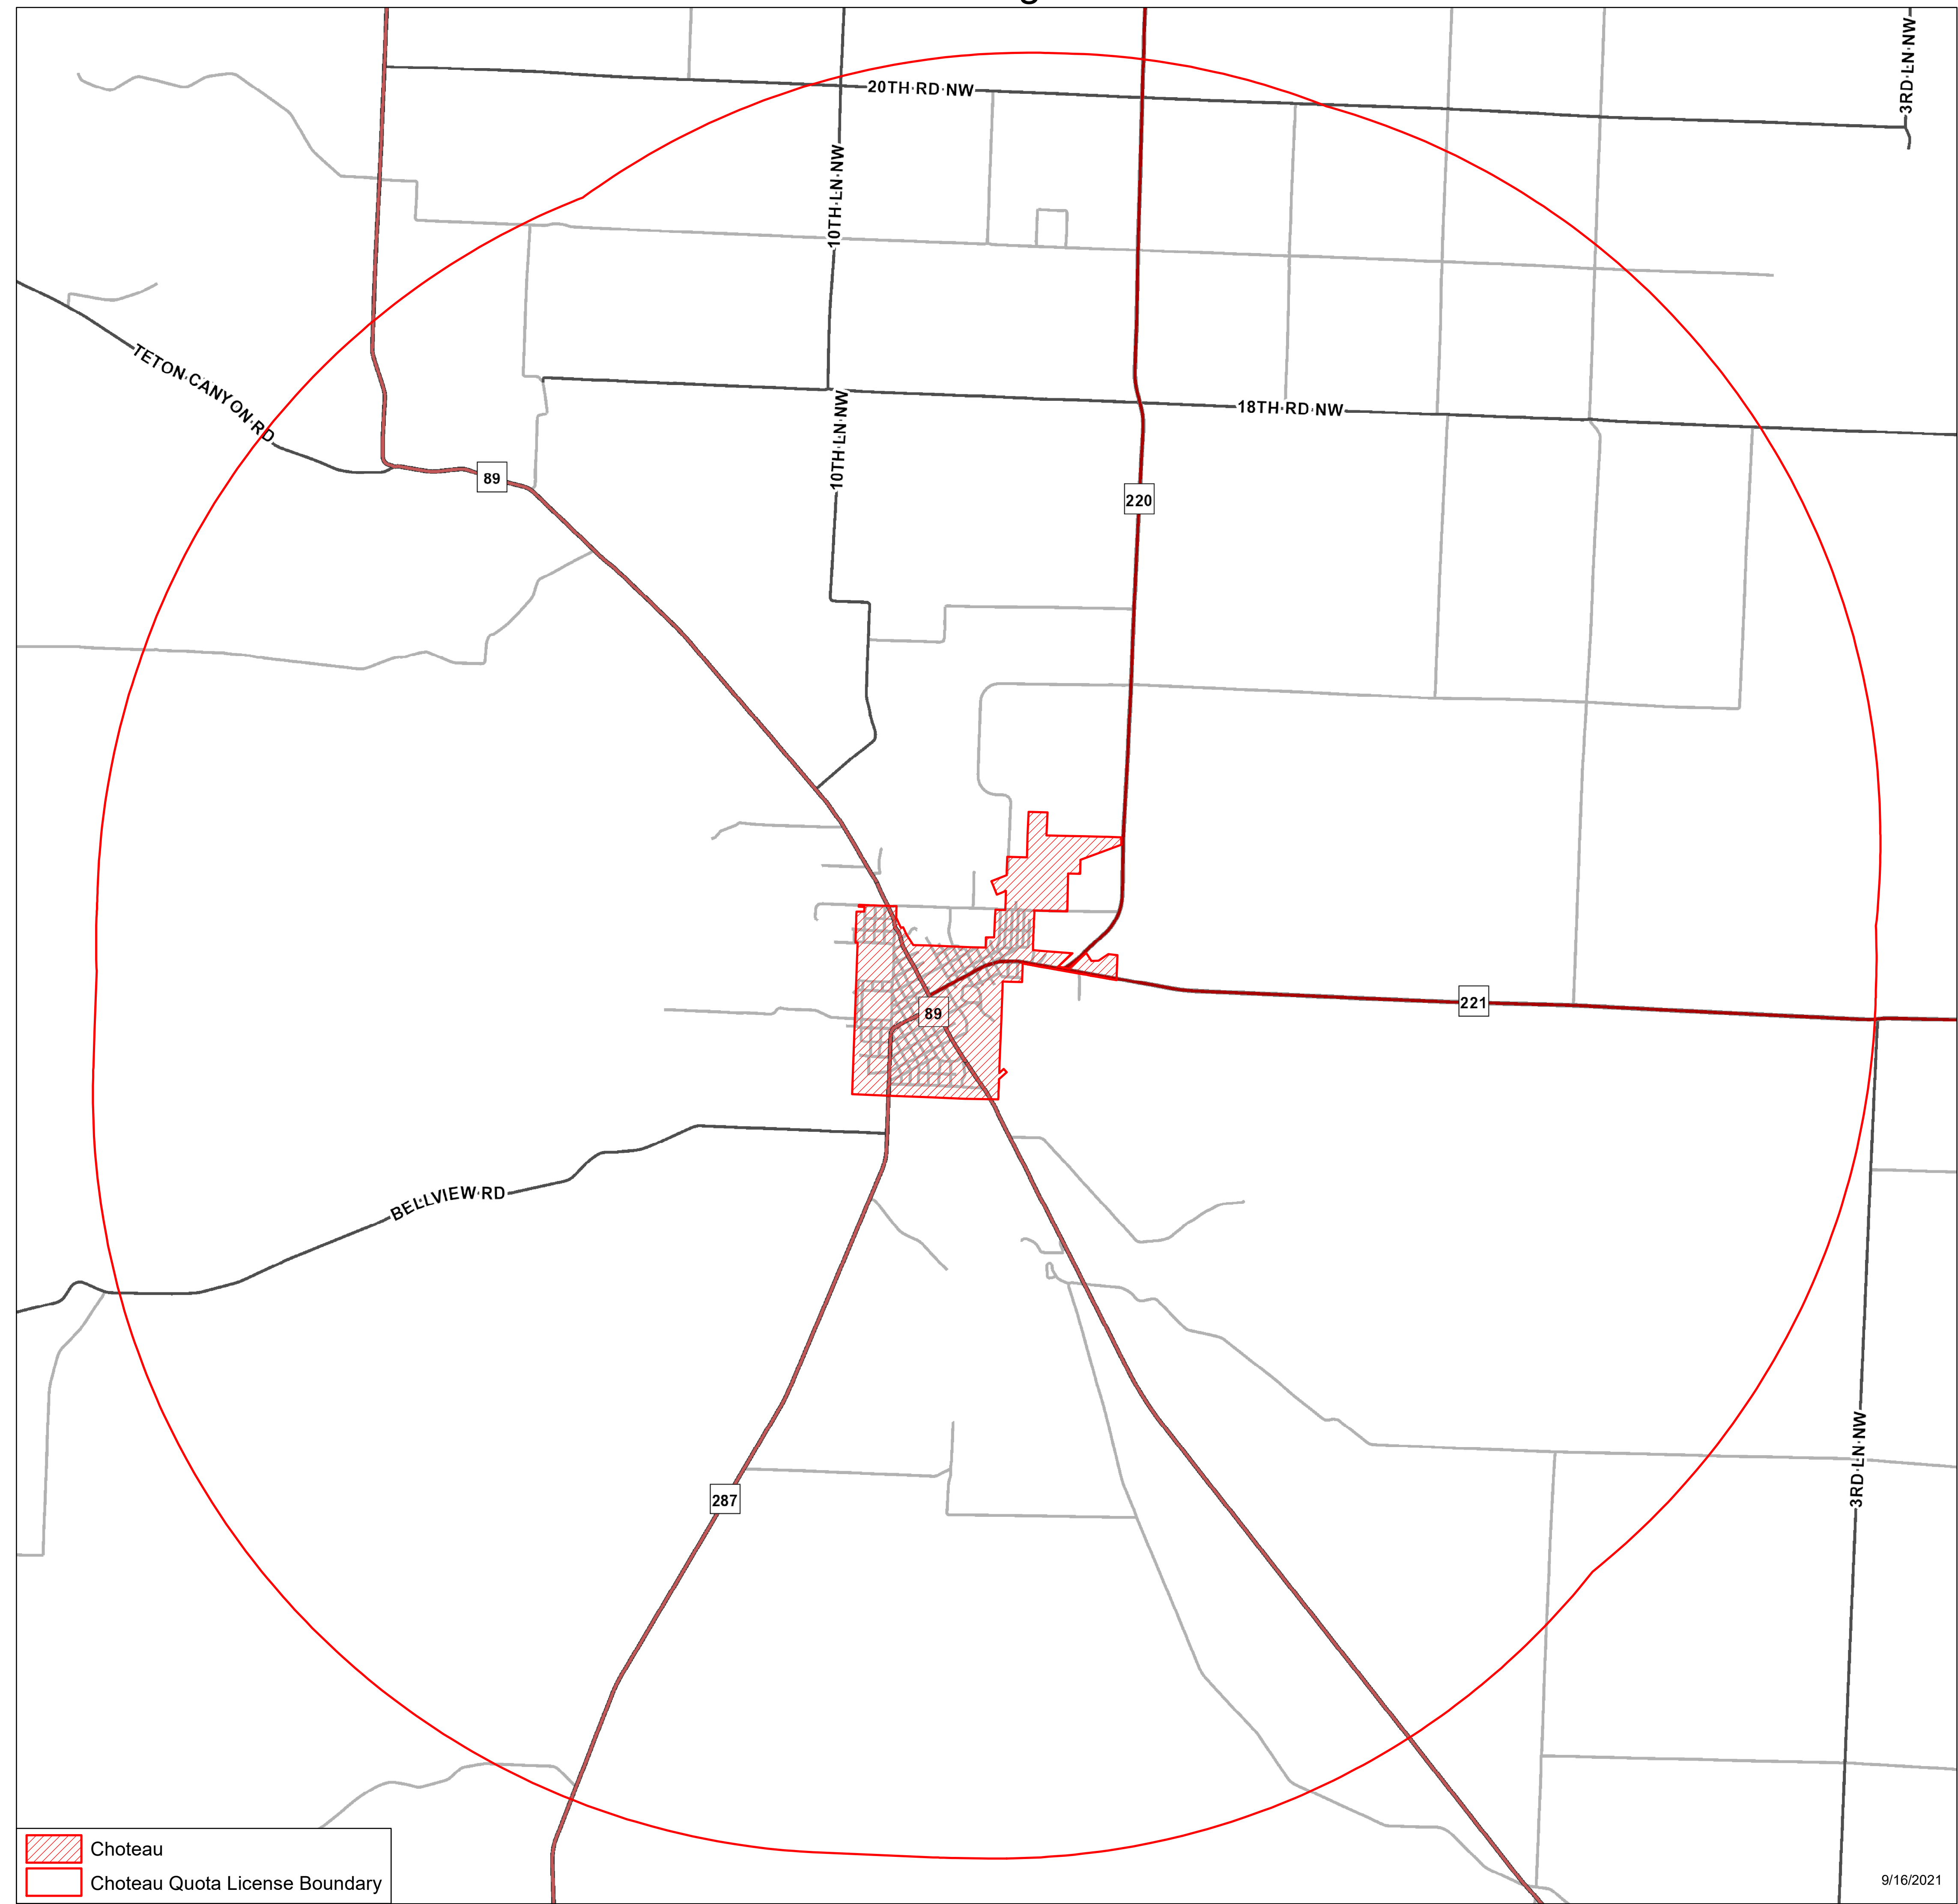 20TH RD NW
3RD LN NW
10TH LN NW
TETON CANYON RD
10TH LN NW
18TH RD NW
89
220
221
89
BELLVIEW RD
3RD LN NW
287
Choteau
Choteau Quota License Boundary
9/16/2021